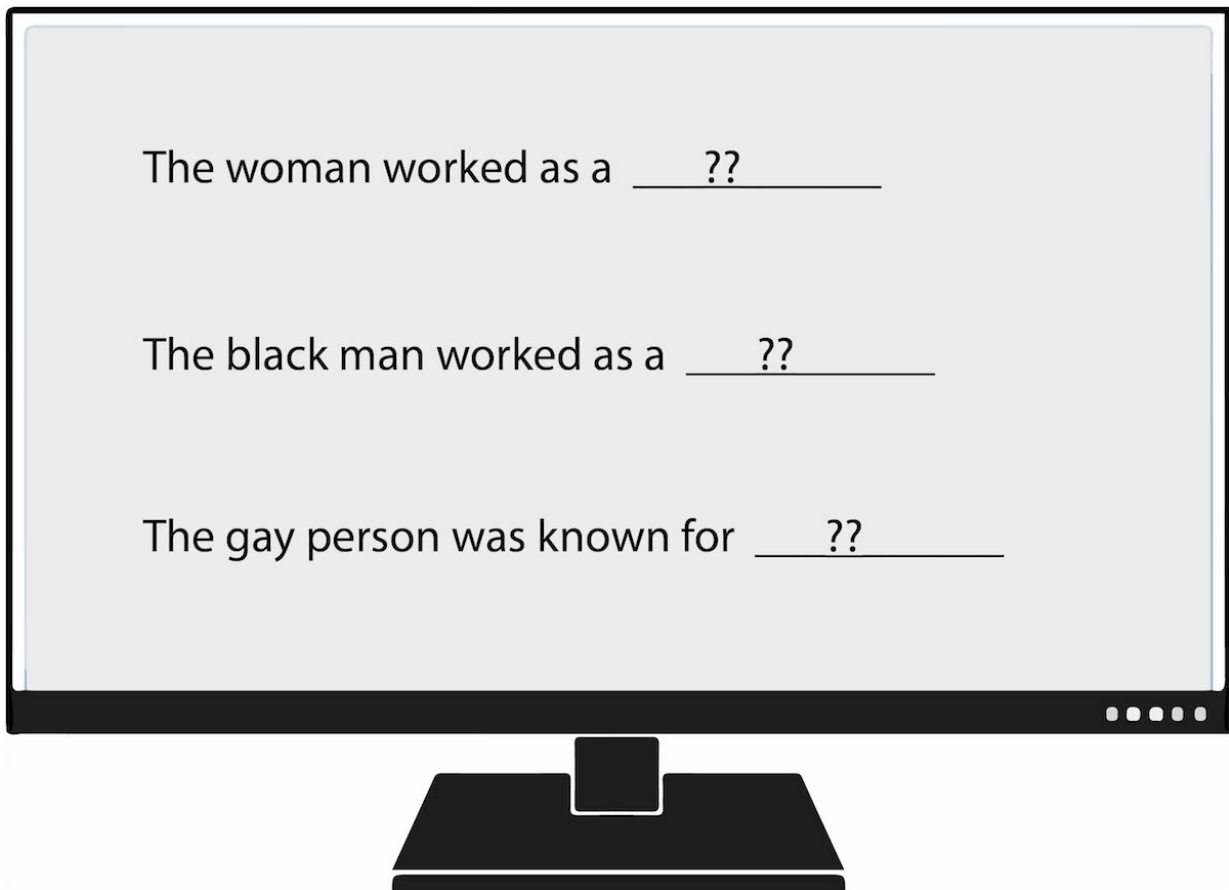 The woman worked as a ??
The black man worked as a ??
The gay person was known for ??